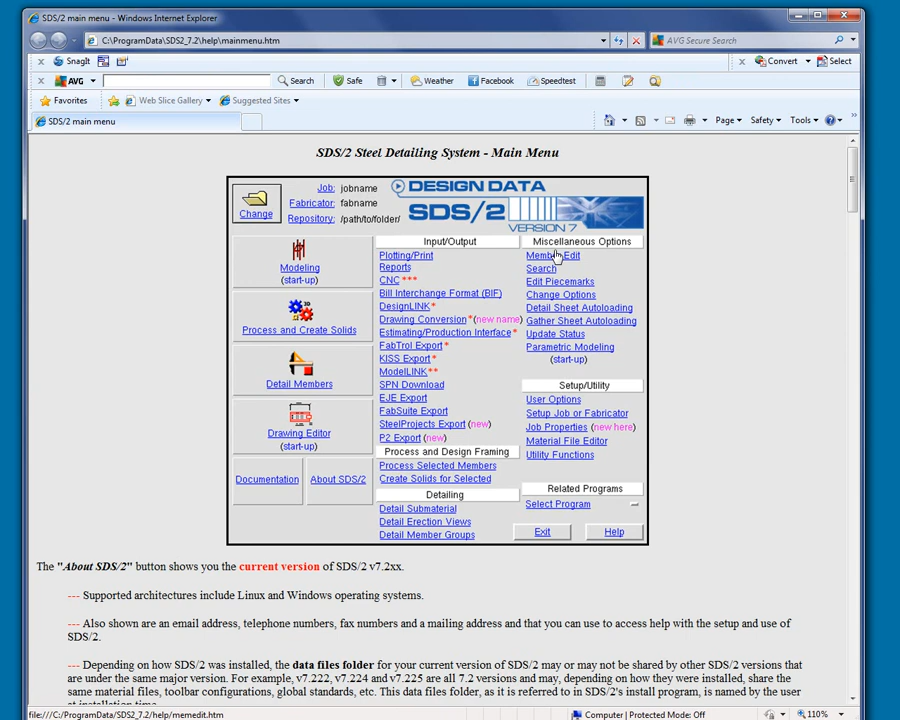 SDS/2 main menu - Windows Internet Explorer
C:\ProgramData\SDS2_7.2\help\mainmenu.htm
AVG Secure Search
SnagIt
Convert
Select
AVG
Search
Safe
Weather
Facebook
Speedtest
Favorites
Web Slice Gallery
Suggested Sites
SDS/2 main menu
Page
Safety
Tools
SDS/2 Steel Detailing System - Main Menu
Change
Job: jobname
Fabricator: fabname
Repository: /path/to/folder/
DESIGN DATA
SDS/2
VERSION 7
Modeling
(start-up)
Process and Create Solids
Detail Members
Drawing Editor
(start-up)
Documentation
About SDS/2
Input/Output
Plotting/Print
Reports
CNC ***
Bill Interchange Format (BIF)
DesignLINK *
Drawing Conversion * (new name)
Estimating/Production Interface *
FabTrol Export *
KISS Export *
ModelLINK **
SPN Download
EJE Export
FabSuite Export
SteelProjects Export (new)
P2 Export (new)
Process and Design Framing
Process Selected Members
Create Solids for Selected
Detailing
Detail Submaterial
Detail Erection Views
Detail Member Groups
Miscellaneous Options
Member Edit
Search
Edit Piecemarks
Change Options
Detail Sheet Autoloading
Gather Sheet Autoloading
Update Status
Parametric Modeling
(start-up)
Setup/Utility
User Options
Setup Job or Fabricator
Job Properties (new here)
Material File Editor
Utility Functions
Related Programs
Select Program
Exit
Help
The "About SDS/2" button shows you the current version of SDS/2 v7.2xx.
--- Supported architectures include Linux and Windows operating systems.
--- Also shown are an email address, telephone numbers, fax numbers and a mailing address and that you can use to access help with the setup and use of
SDS/2.
--- Depending on how SDS/2 was installed, the data files folder for your current version of SDS/2 may or may not be shared by other SDS/2 versions that
are under the same major version. For example, v7.222, v7.224 and v7.225 are all 7.2 versions and may, depending on how they were installed, share the
same material files, toolbar configurations, global standards, etc. This data files folder, as it is referred to in SDS/2's install program, is named by the user
at installation time.
file:///C:/ProgramData/SDS2_7.2/help/memedit.htm
Computer | Protected Mode: Off
110%